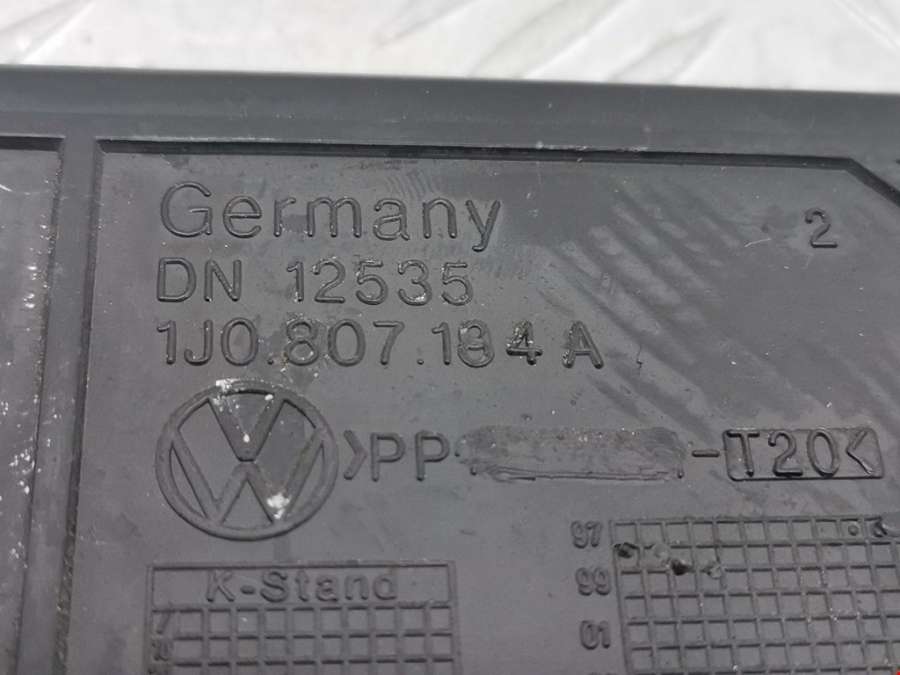 Germany
2
DN 12535
1J0.807.184 A
>PP -T20<
K-Stand
97
99
01